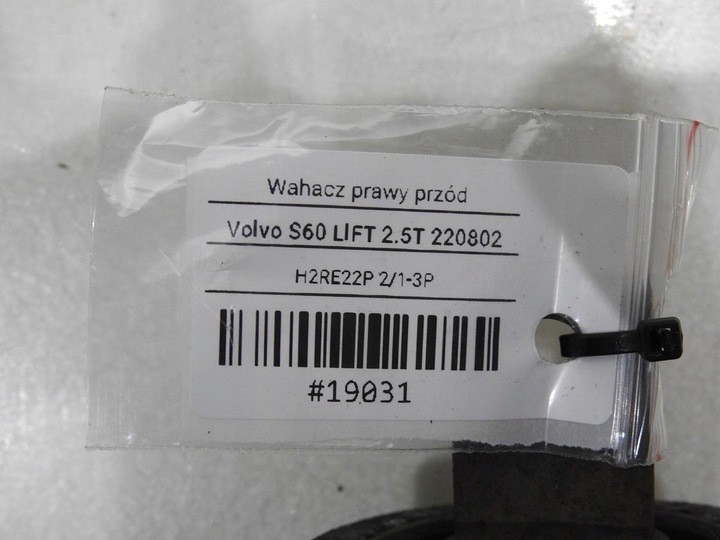 Wahacz prawy przód
Volvo S60 LIFT 2.5T 220802
H2RE22P 2/1-3P
#19031